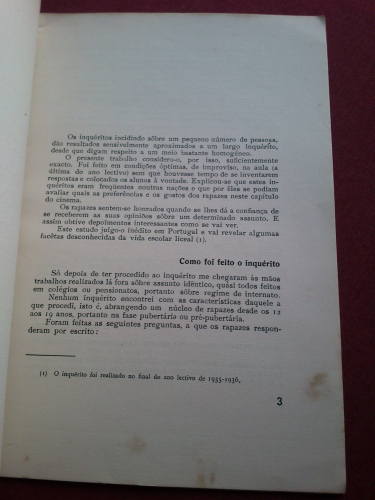 Os inquéritos incidindo sôbre um pequeno número de pessoas,
dão resultados sensìvelmente aproximados a um largo inquérito,
desde que digam respeito a um meio bastante homogéneo.
O presente trabalho considero-o, por isso, suficientemente
exacto. Foi feito em condições óptimas, de improviso, na aula (a
última do ano lectivo) sem que houvesse tempo de se inventarem
respostas e colocados os alunos à vontade. Explicou-se que estes in-
quéritos eram freqüentes noutras nações e que por êles se podiam
avaliar quais as preferências e os gostos dos rapazes neste capítulo
do cinema.
Os rapazes sentem-se honrados quando se lhes dá a confiança de
se receberem as suas opiniões sôbre um determinado assunto. E
assim obtive depoimentos interessantes como se vai ver.
Este estudo julgo-o inédito em Portugal e vai revelar algumas
facêtas desconhecidas da vida escolar liceal (1).
Como foi feito o inquérito
Só depois de ter procedido ao inquérito me chegaram às mãos
trabalhos realizados lá fora sôbre assunto idêntico, quási todos feitos
em colégios ou pensionatos, portanto sôbre regime de internato.
Nenhum inquérito encontrei com as características daquele a
que procedi, isto é, abrangendo um núcleo de rapazes desde os 12
aos 19 anos, portanto na fase pubertária ou pré-pubertária.
Foram feitas as seguintes preguntas, a que os rapazes respon-
deram por escrito:
(1) O inquérito foi realizado no final do ano lectivo de 1935-1936.
3